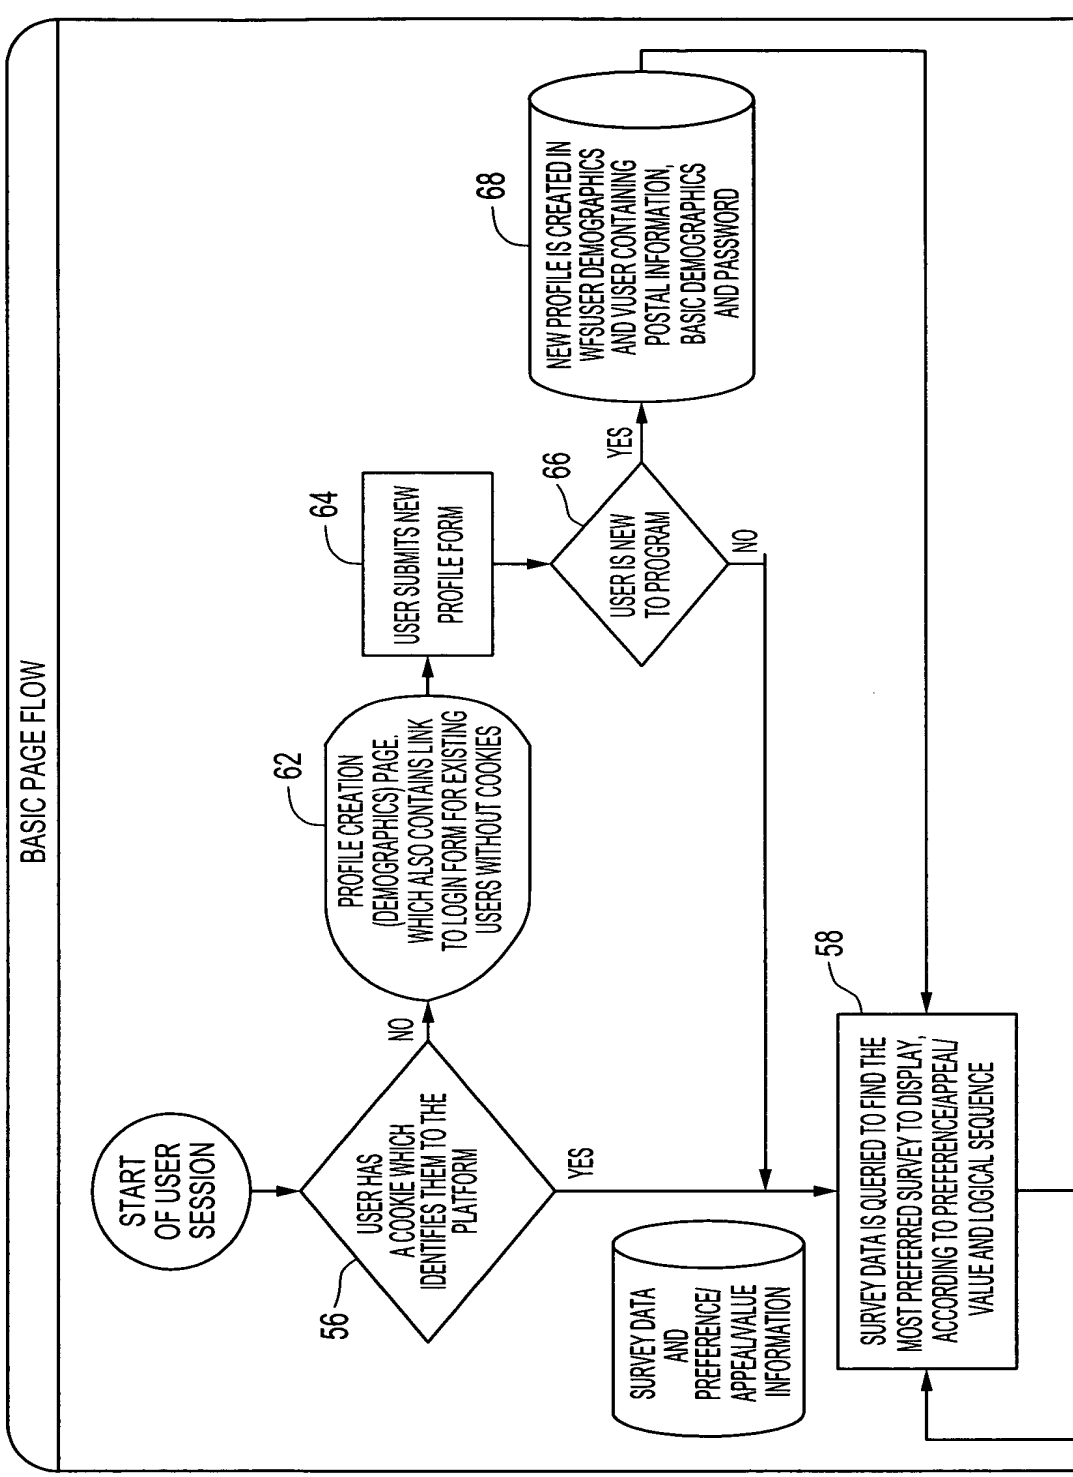 BASIC PAGE FLOW
START
OF USER
SESSION
56
USER HAS
A COOKIE WHICH
IDENTIFIES THEM TO THE
PLATFORM
NO
YES
62
PROFILE CREATION
(DEMOGRAPHICS) PAGE.
WHICH ALSO CONTAINS LINK
TO LOGIN FORM FOR EXISTING
USERS WITHOUT COOKIES
64
USER SUBMITS NEW
PROFILE FORM
66
USER IS NEW
TO PROGRAM
YES
NO
68
NEW PROFILE IS CREATED IN
WFSUSER DEMOGRAPHICS
AND VUSER CONTAINING
POSTAL INFORMATION,
BASIC DEMOGRAPHICS
AND PASSWORD
SURVEY DATA
AND
PREFERENCE/
APPEAL/VALUE
INFORMATION
58
SURVEY DATA IS QUERIED TO FIND THE
MOST PREFERRED SURVEY TO DISPLAY,
ACCORDING TO PREFERENCE/APPEAL/
VALUE AND LOGICAL SEQUENCE